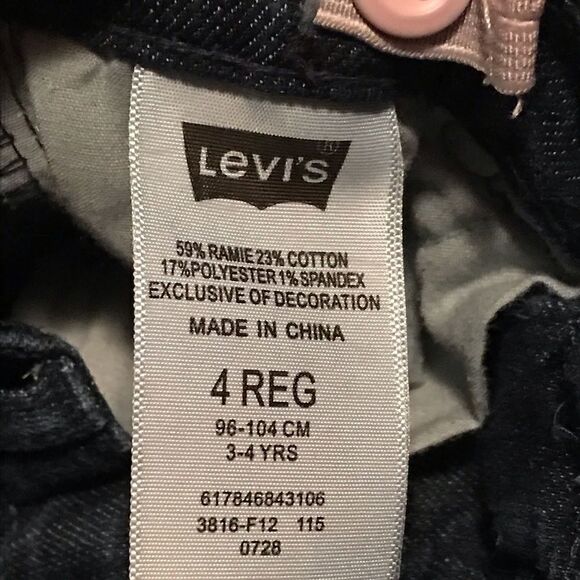 LEVI'S
59% RAMIE 23% COTTON
17%POLYESTER 1% SPANDEX
EXCLUSIVE OF DECORATION
MADE IN CHINA
4 REG
96-104 CM
3-4 YRS
617846843106
3816-F12 115
0728